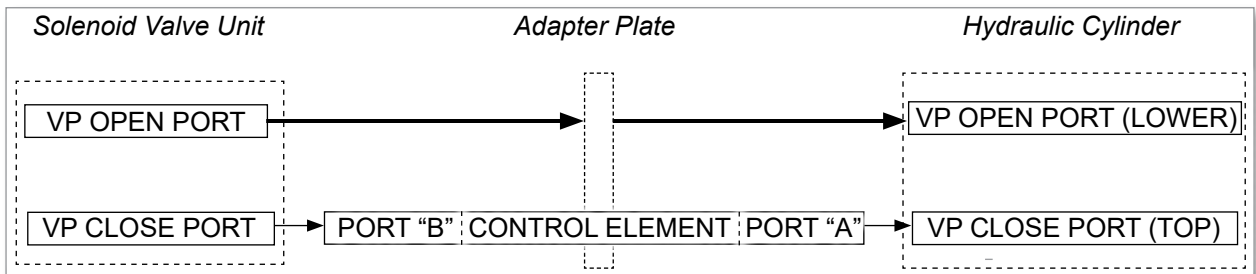 Solenoid Valve Unit Adapter Plate Hydraulic Cylinder
VP OPEN PORT VP OPEN PORT (LOWER)
VP CLOSE PORT PORT “B” CONTROL ELEMENT PORT “A” VP CLOSE PORT (TOP)